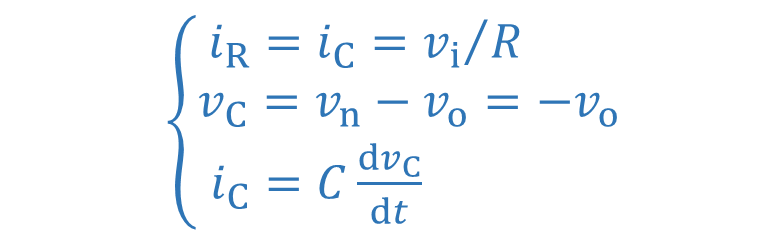 i_R = i_C = v_i/R
v_C = v_n − v_o = −v_o
i_C = C dv_C/dt